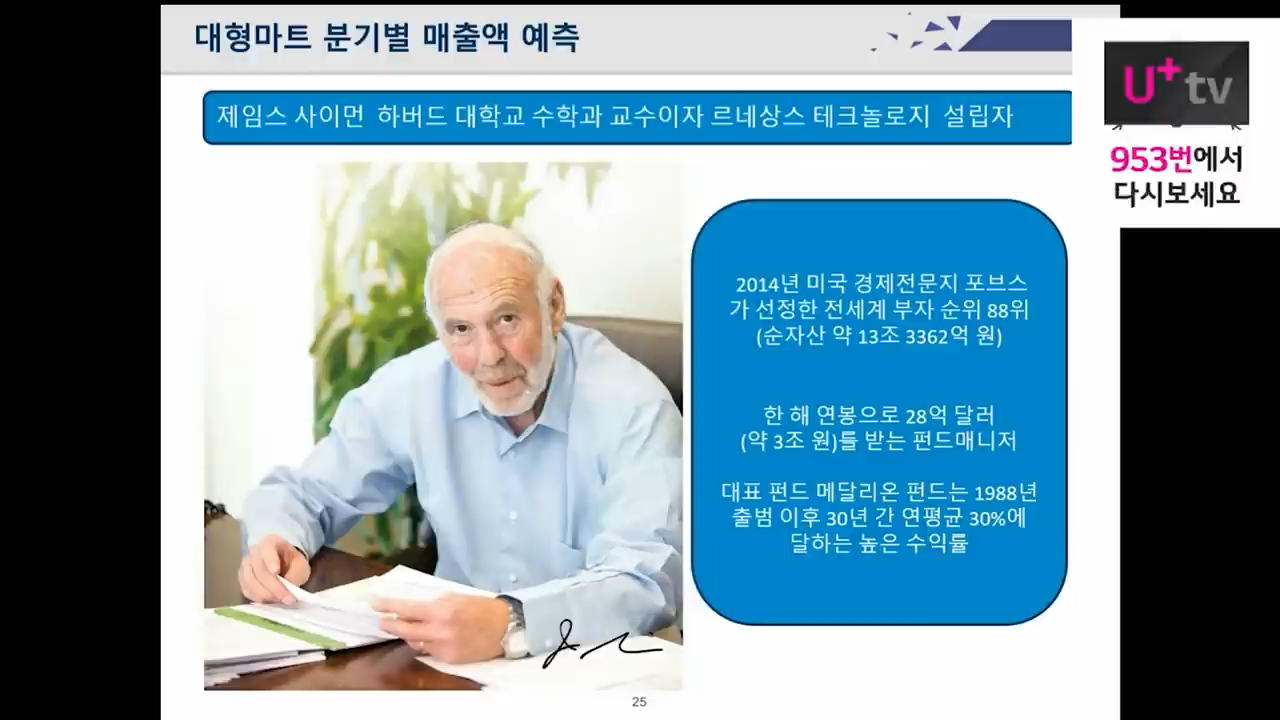 대형마트 분기별 매출액 예측
제임스 사이먼 하버드 대학교 수학과 교수이자 르네상스 테크놀로지 설립자
2014년 미국 경제전문지 포브스
가 선정한 전세계 부자 순위 88위
(순자산 약 13조 3362억 원)
한 해 연봉으로 28억 달러
(약 3조 원)를 받는 펀드매니저
대표 펀드 메달리온 펀드는 1988년
출범 이후 30년 간 연평균 30%에
달하는 높은 수익률
25
U+ tv
953번에서
다시보세요